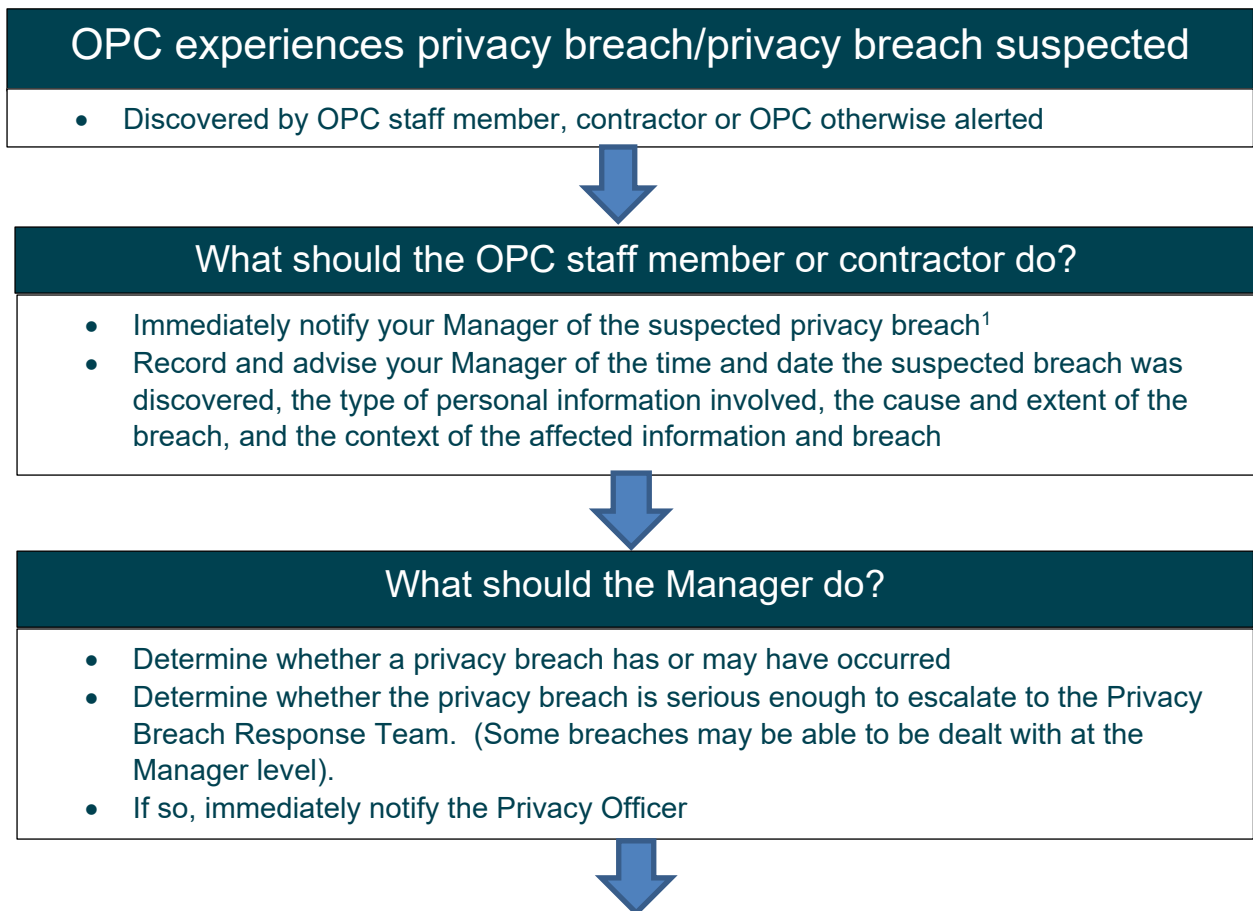 OPC experiences privacy breach/privacy breach suspected
• Discovered by OPC staff member, contractor or OPC otherwise alerted
What should the OPC staff member or contractor do?
• Immediately notify your Manager of the suspected privacy breach¹
• Record and advise your Manager of the time and date the suspected breach was
discovered, the type of personal information involved, the cause and extent of the
breach, and the context of the affected information and breach
What should the Manager do?
• Determine whether a privacy breach has or may have occurred
• Determine whether the privacy breach is serious enough to escalate to the Privacy
Breach Response Team.  (Some breaches may be able to be dealt with at the
Manager level).
• If so, immediately notify the Privacy Officer